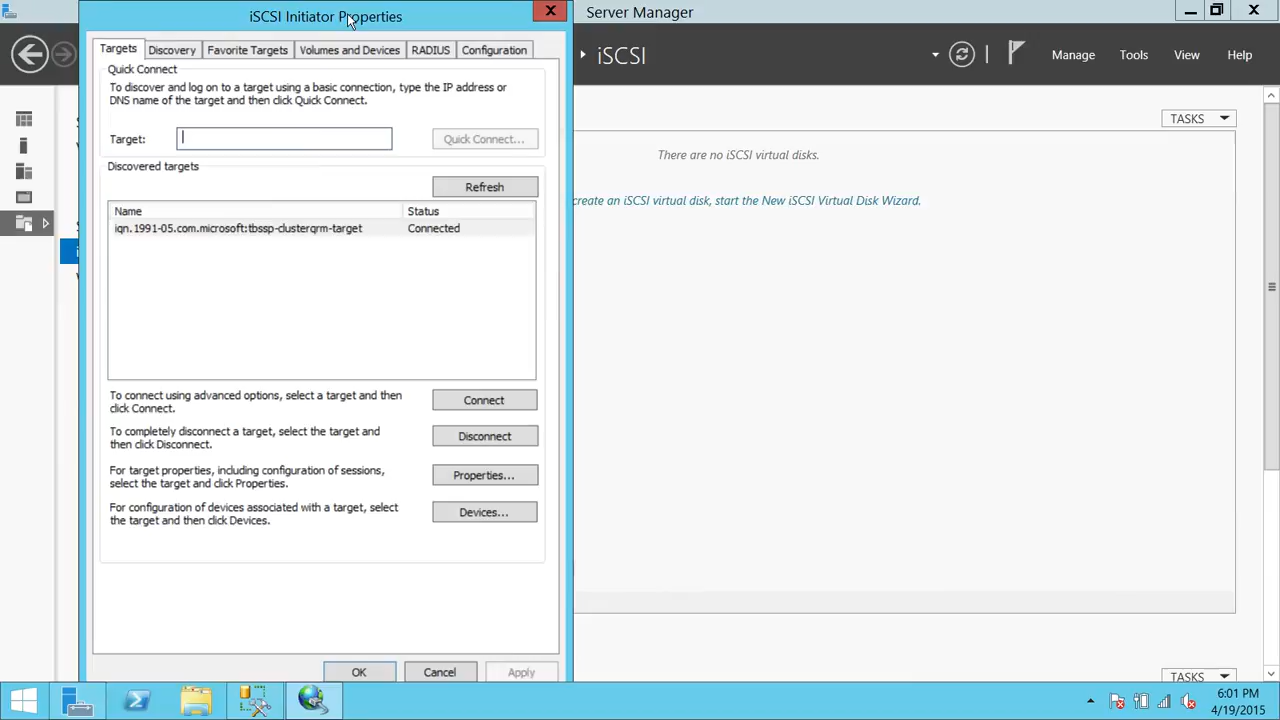 iSCSI Initiator Properties
Server Manager
iSCSI
Manage
Tools
View
Help
Targets
Discovery
Favorite Targets
Volumes and Devices
RADIUS
Configuration
Quick Connect
To discover and log on to a target using a basic connection, type the IP address or
DNS name of the target and then click Quick Connect.
Target:
Quick Connect...
Discovered targets
Refresh
Name
Status
iqn.1991-05.com.microsoft:tbssp-clusterqrm-target
Connected
To connect using advanced options, select a target and then
click Connect.
Connect
To completely disconnect a target, select the target and
then click Disconnect.
Disconnect
For target properties, including configuration of sessions,
select the target and click Properties.
Properties...
For configuration of devices associated with a target, select
the target and then click Devices.
Devices...
OK
Cancel
Apply
TASKS
There are no iSCSI virtual disks.
create an iSCSI virtual disk, start the New iSCSI Virtual Disk Wizard.
TASKS
6:01 PM
4/19/2015